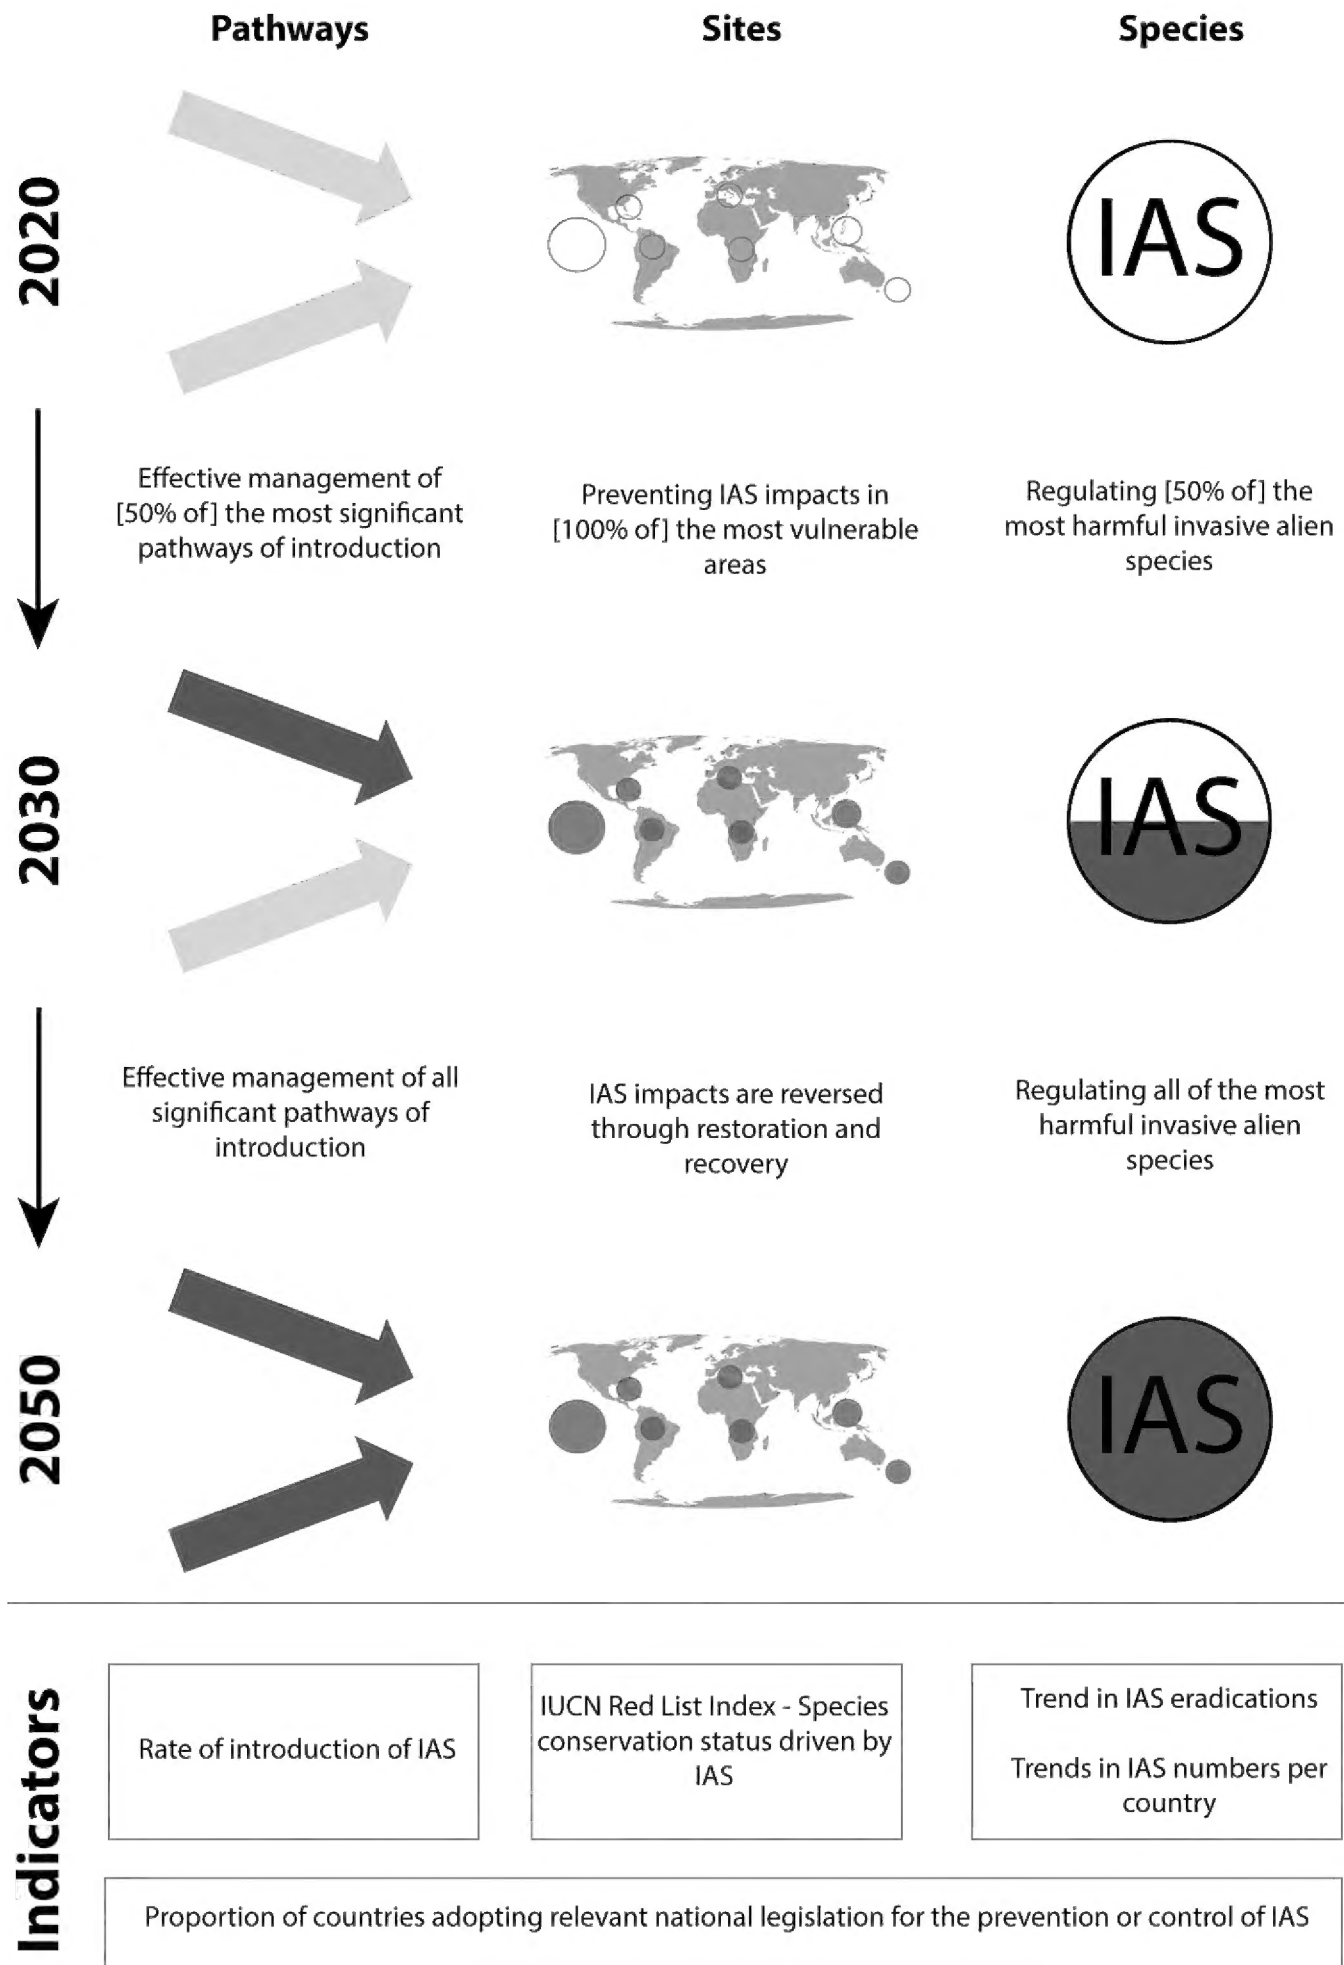 Pathways
Sites
Species
2020
IAS
Effective management of
[50% of] the most significant
pathways of introduction
Preventing IAS impacts in
[100% of] the most vulnerable
areas
Regulating [50% of] the
most harmful invasive alien
species
2030
IAS
Effective management of all
significant pathways of
introduction
IAS impacts are reversed
through restoration and
recovery
Regulating all of the most
harmful invasive alien
species
2050
IAS
Indicators
Rate of introduction of IAS
IUCN Red List Index - Species
conservation status driven by
IAS
Trend in IAS eradications
Trends in IAS numbers per
country
Proportion of countries adopting relevant national legislation for the prevention or control of IAS